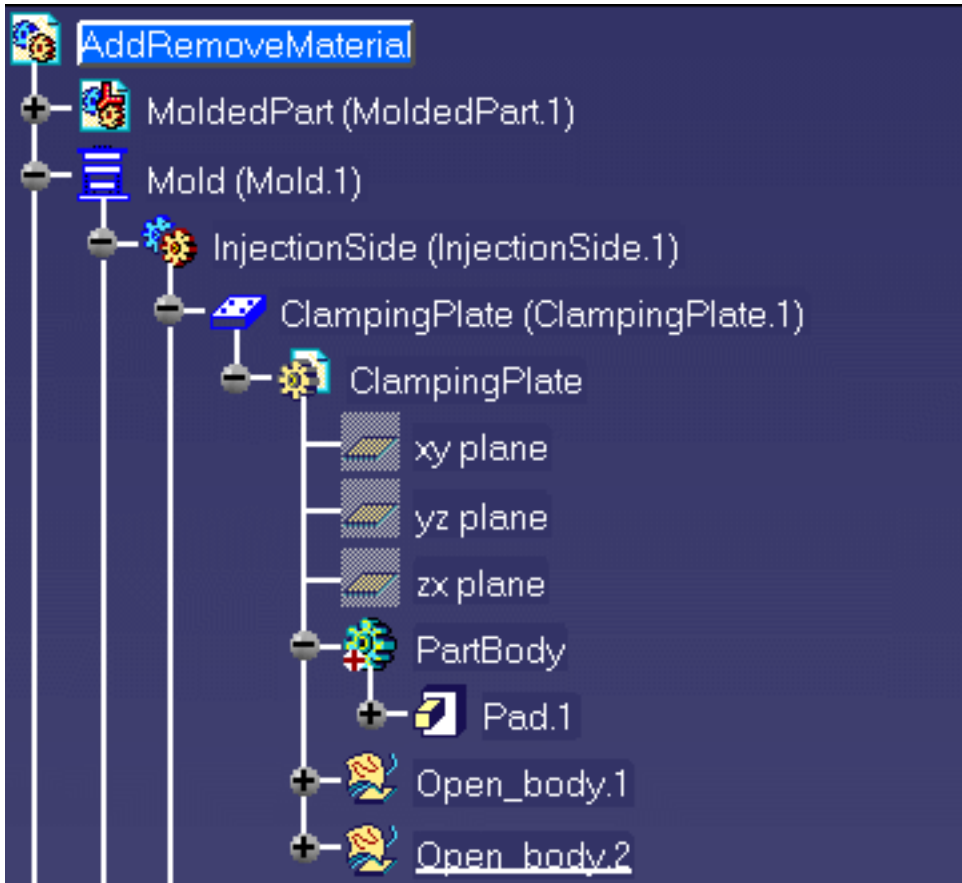 AddRemoveMaterial
MoldedPart (MoldedPart.1)
Mold (Mold.1)
InjectionSide (InjectionSide.1)
ClampingPlate (ClampingPlate.1)
ClampingPlate
xy plane
yz plane
zx plane
PartBody
Pad.1
Open_body.1
Open_body.2